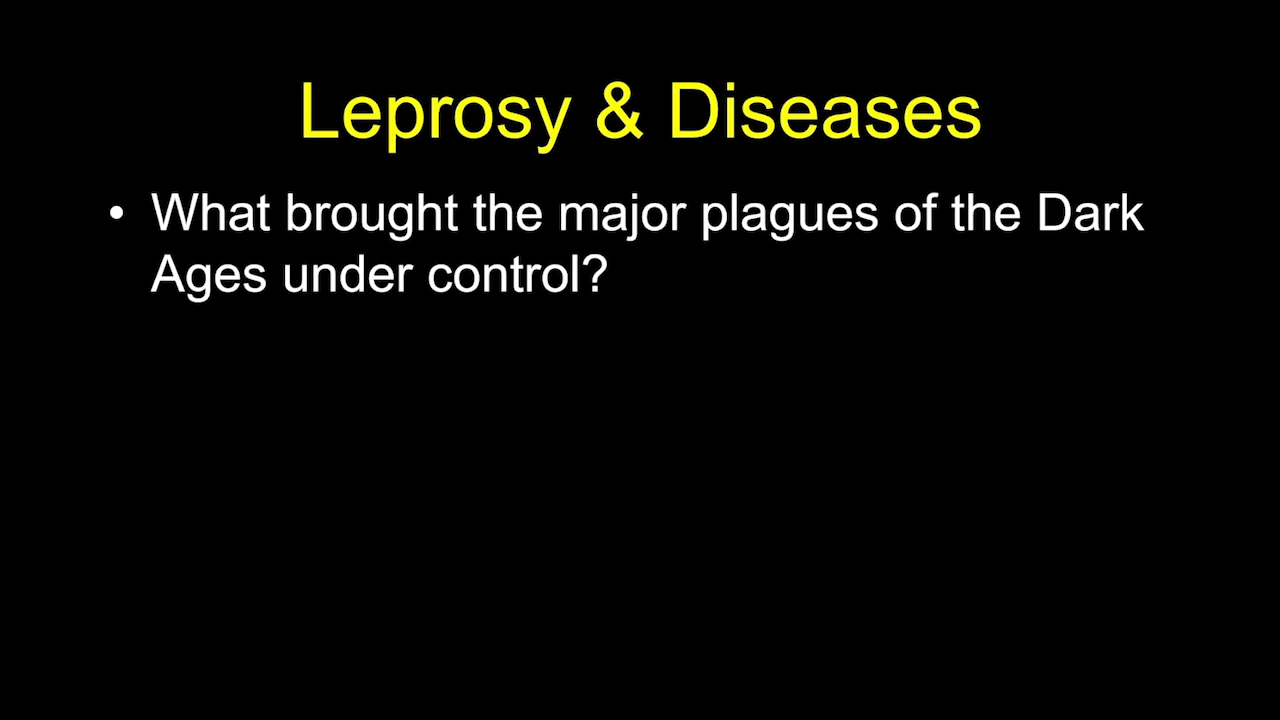 Leprosy & Diseases
• What brought the major plagues of the Dark
Ages under control?